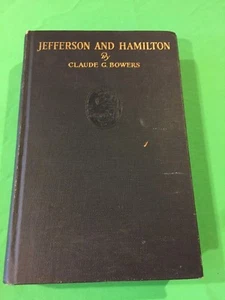 JEFFERSON AND HAMILTON
By
CLAUDE G. BOWERS